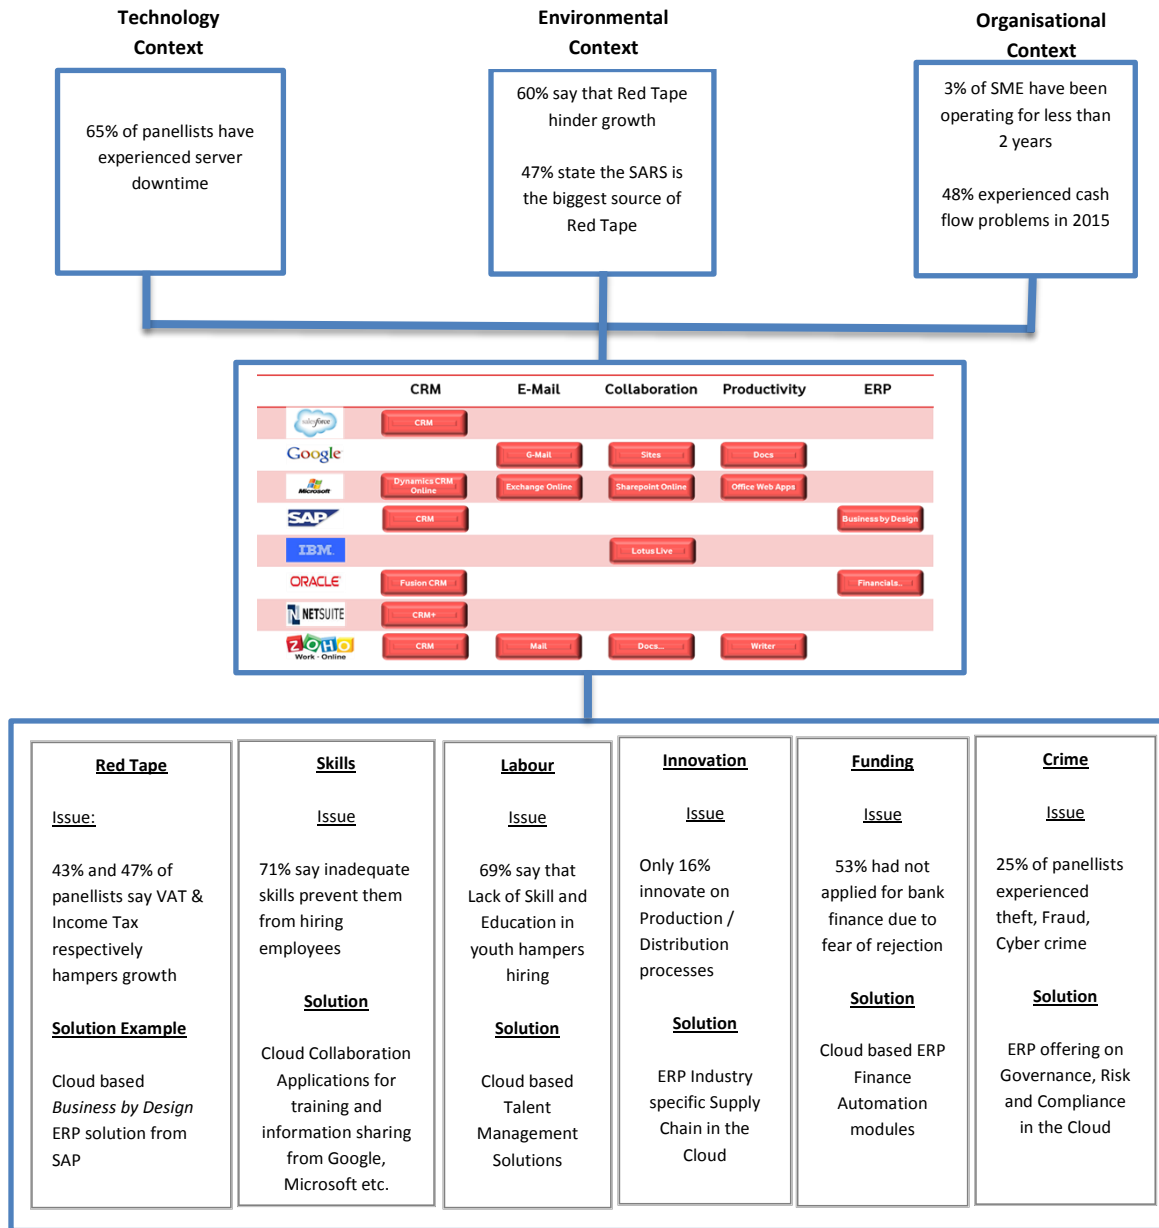 Technology
Context
Environmental
Context
Organisational
Context
65% of panellists have
experienced server
downtime
60% say that Red Tape
hinder growth
47% state the SARS is
the biggest source of
Red Tape
3% of SME have been
operating for less than
2 years
48% experienced cash
flow problems in 2015
CRM E-Mail Collaboration Productivity ERP
salesforce CRM
Google G-Mail Sites Docs
Microsoft Dynamics CRM
Online Exchange Online Sharepoint Online Office Web Apps
SAP CRM Business by Design
IBM Lotus Live
ORACLE Fusion CRM Financials..
NETSUITE CRM+
ZOHO CRM Mail Docs... Writer
Work · Online
Red Tape
Issue:
43% and 47% of
panellists say VAT &
Income Tax
respectively
hampers growth
Solution Example
Cloud based
Business by Design
ERP solution from
SAP
Skills
Issue
71% say inadequate
skills prevent them
from hiring
employees
Solution
Cloud Collaboration
Applications for
training and
information sharing
from Google,
Microsoft etc.
Labour
Issue
69% say that
Lack of Skill and
Education in
youth hampers
hiring
Solution
Cloud based
Talent
Management
Solutions
Innovation
Issue
Only 16%
innovate on
Production /
Distribution
processes
Solution
ERP Industry
specific Supply
Chain in the
Cloud
Funding
Issue
53% had not
applied for bank
finance due to
fear of rejection
Solution
Cloud based ERP
Finance
Automation
modules
Crime
Issue
25% of panellists
experienced
theft, Fraud,
Cyber crime
Solution
ERP offering on
Governance, Risk
and Compliance
in the Cloud